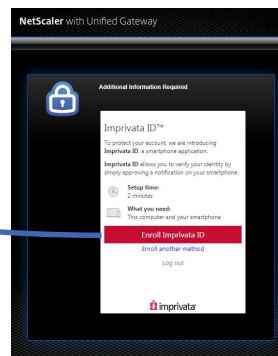 NetScaler with Unified Gateway
Additional Information Required
Imprivata ID™
To protect your account, we are introducing
Imprivata ID, a smartphone application.
Imprivata ID allows you to verify your identity by
simply approving a notification on your smartphone.
Setup time:
2 minutes
What you need:
This computer and your smartphone
Enroll Imprivata ID
Enroll another method
Log out
imprivata